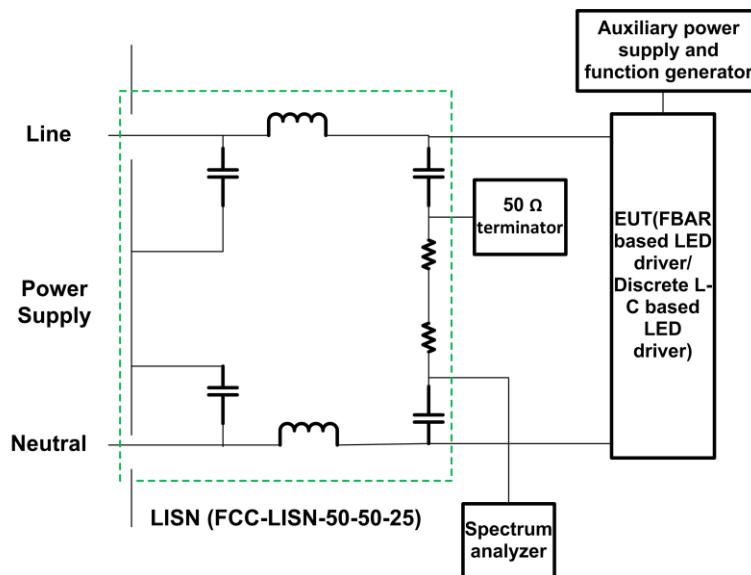 Auxiliary power
supply and
function generator
Line
50 Ω
terminator
EUT(FBAR
based LED
driver/
Discrete L-
C based
LED
driver)
Power
Supply
Neutral
LISN (FCC-LISN-50-50-25)
Spectrum
analyzer